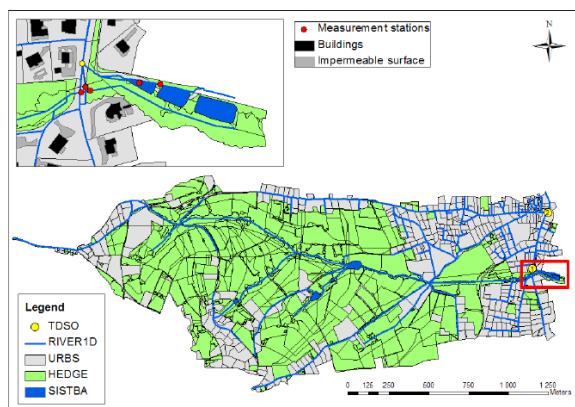 N
Measurement stations
Buildings
Impermeable surface
Legend
TDSO
RIVER1D
URBS
HEDGE
SISTBA
0 125 250 500 750 1 000 1 250
Meters